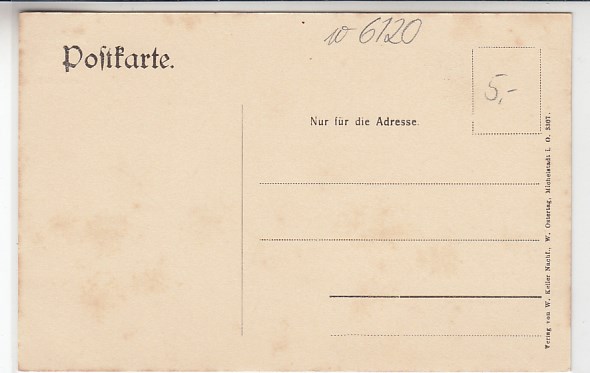 w 6120
Postkarte.
5,-
Nur für die Adresse.
Verlag von W. Keller Nachf., W. Ostertag, Michelstadt i. O. 3307.